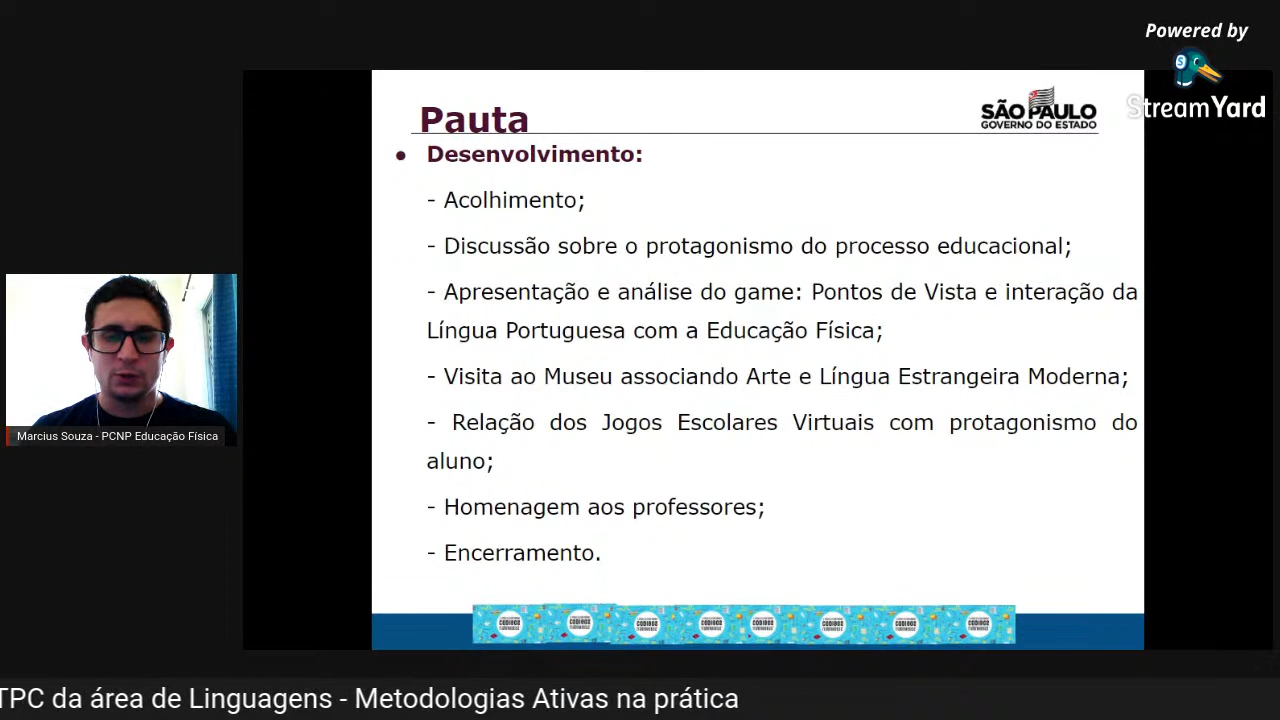 Powered by
StreamYard
SÃO PAULO
GOVERNO DO ESTADO
Pauta
● Desenvolvimento:
- Acolhimento;
- Discussão sobre o protagonismo do processo educacional;
- Apresentação e análise do game: Pontos de Vista e interação da
Língua Portuguesa com a Educação Física;
- Visita ao Museu associando Arte e Língua Estrangeira Moderna;
- Relação dos Jogos Escolares Virtuais com protagonismo do
aluno;
- Homenagem aos professores;
- Encerramento.
Marcius Souza - PCNP Educação Física
TPC da área de Linguagens - Metodologias Ativas na prática